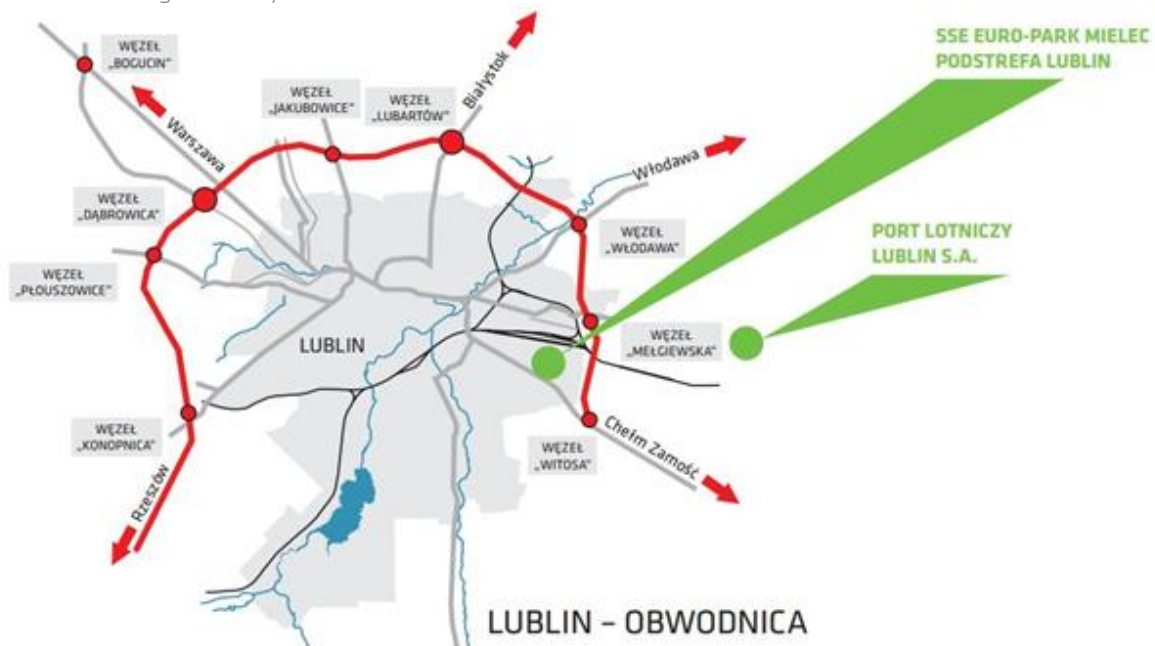 SSE EURO-PARK MIELEC
PODSTREFA LUBLIN
WĘZEŁ
„BOGUCIN”
WĘZEŁ
„JAKUBOWICE”
WĘZEŁ
„LUBARTÓW”
Białystok
Warszawa
Włodawa
WĘZEŁ
„DĄBROWICA”
WĘZEŁ
„WŁODAWA”
PORT LOTNICZY
LUBLIN S.A.
WĘZEŁ
„PŁOUSZOWICE”
LUBLIN
WĘZEŁ
„MEŁGIEWSKA”
WĘZEŁ
„KONOPNICA”
WĘZEŁ
„WITOSA”
Chełm Zamość
Rzeszów
LUBLIN – OBWODNICA